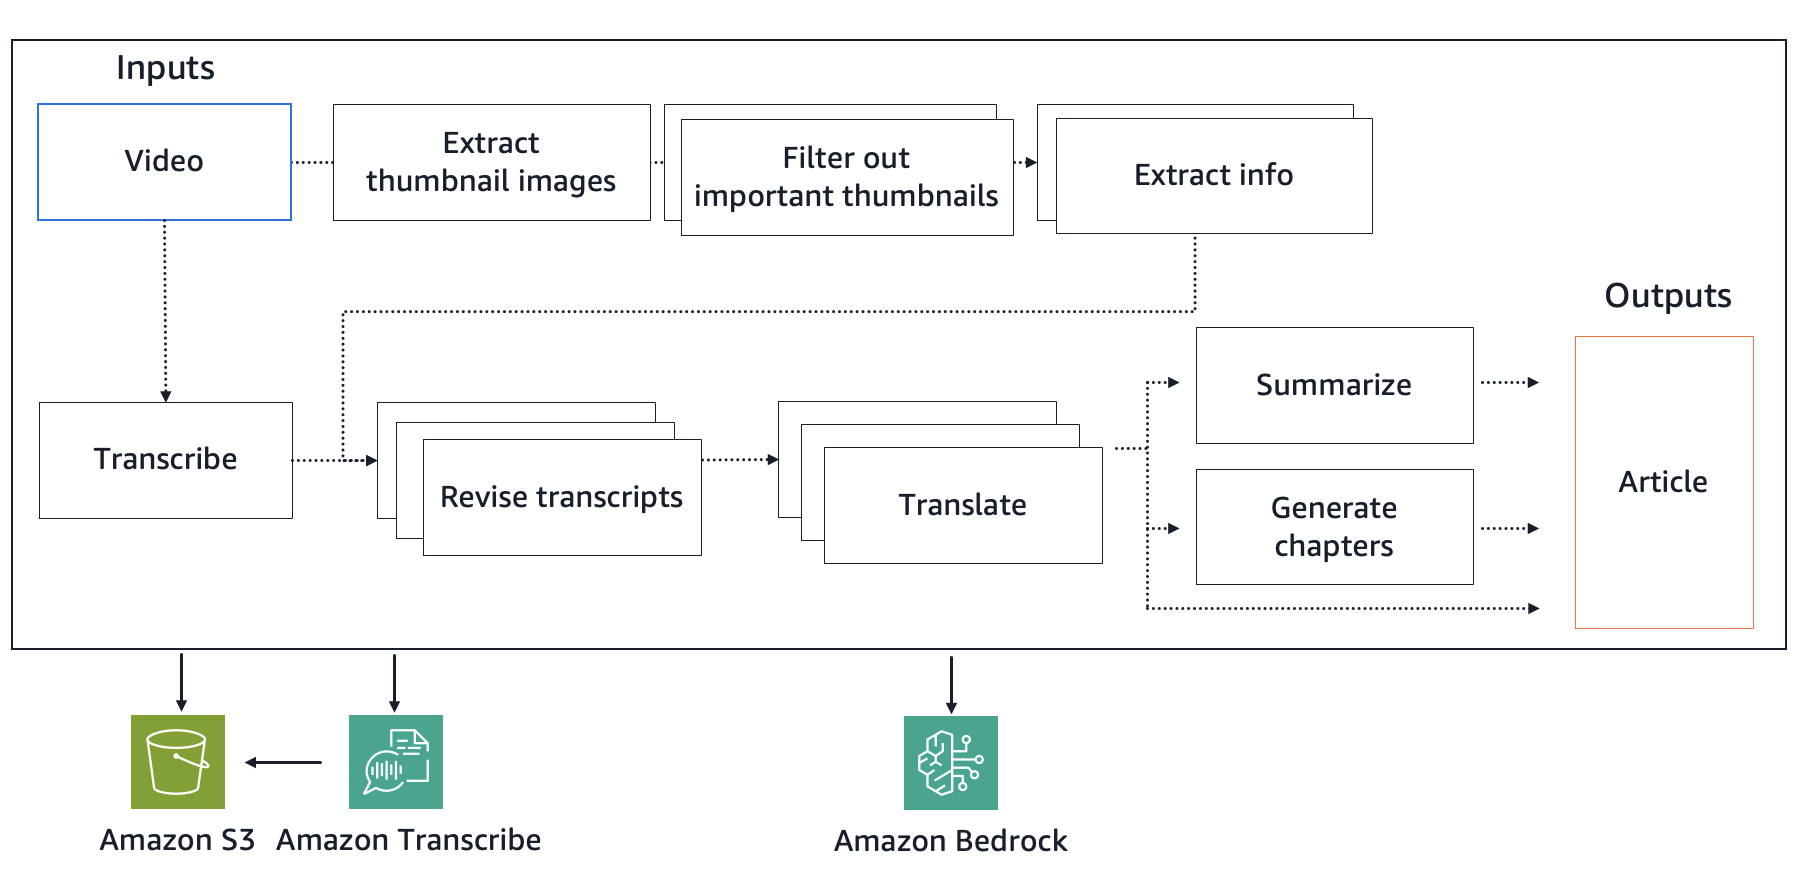 Inputs
Video
Extract
thumbnail images
Filter out
important thumbnails
Extract info
Outputs
Transcribe
Revise transcripts
Translate
Summarize
Generate
chapters
Article
Amazon S3
Amazon Transcribe
Amazon Bedrock